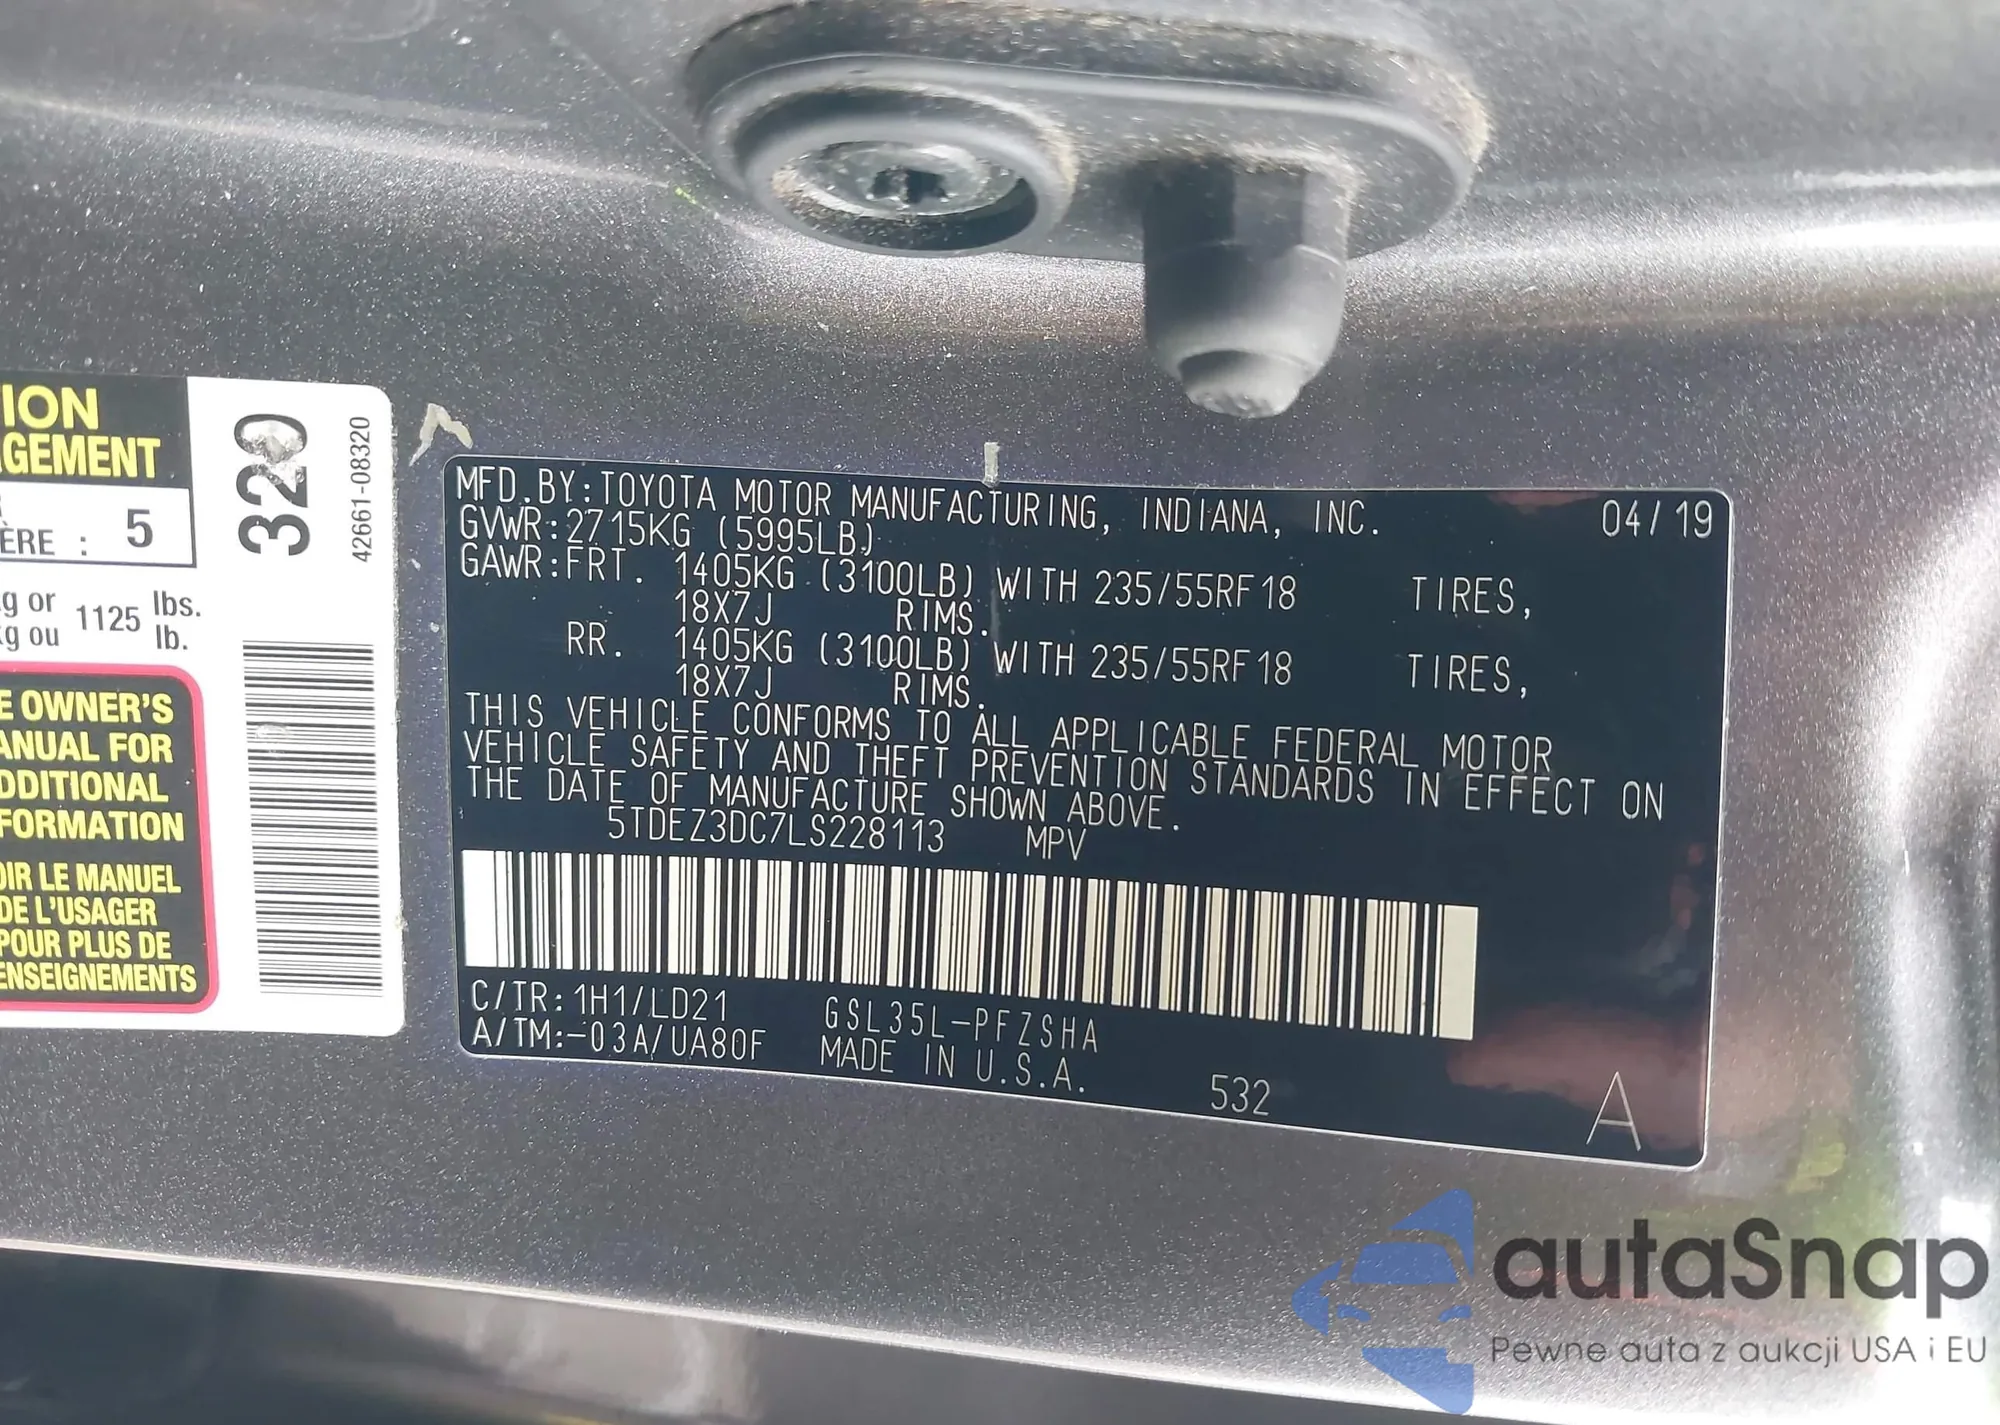 ION
GEMENT
ÈRE : 5
g or 1125 lbs.
kg ou lb.
E OWNER'S
ANUAL FOR
DDITIONAL
FORMATION
OIR LE MANUEL
DE L'USAGER
POUR PLUS DE
ENSEIGNEMENTS
320
42661-08320
MFD.BY:TOYOTA MOTOR MANUFACTURING, INDIANA, INC. 04/19
GVWR:2715KG (5995LB)
GAWR:FRT. 1405KG (3100LB) WITH 235/55RF18 TIRES,
18X7J RIMS.
RR. 1405KG (3100LB) WITH 235/55RF18 TIRES,
18X7J RIMS.
THIS VEHICLE CONFORMS TO ALL APPLICABLE FEDERAL MOTOR
VEHICLE SAFETY AND THEFT PREVENTION STANDARDS IN EFFECT ON
THE DATE OF MANUFACTURE SHOWN ABOVE.
5TDEZ3DC7LS228113 MPV
C/TR:1H1/LD21 GSL35L-PFZSHA
A/TM:-03A/UA80F MADE IN U.S.A.
532 A
autaSnap
Pewne auta z aukcji USA i EU